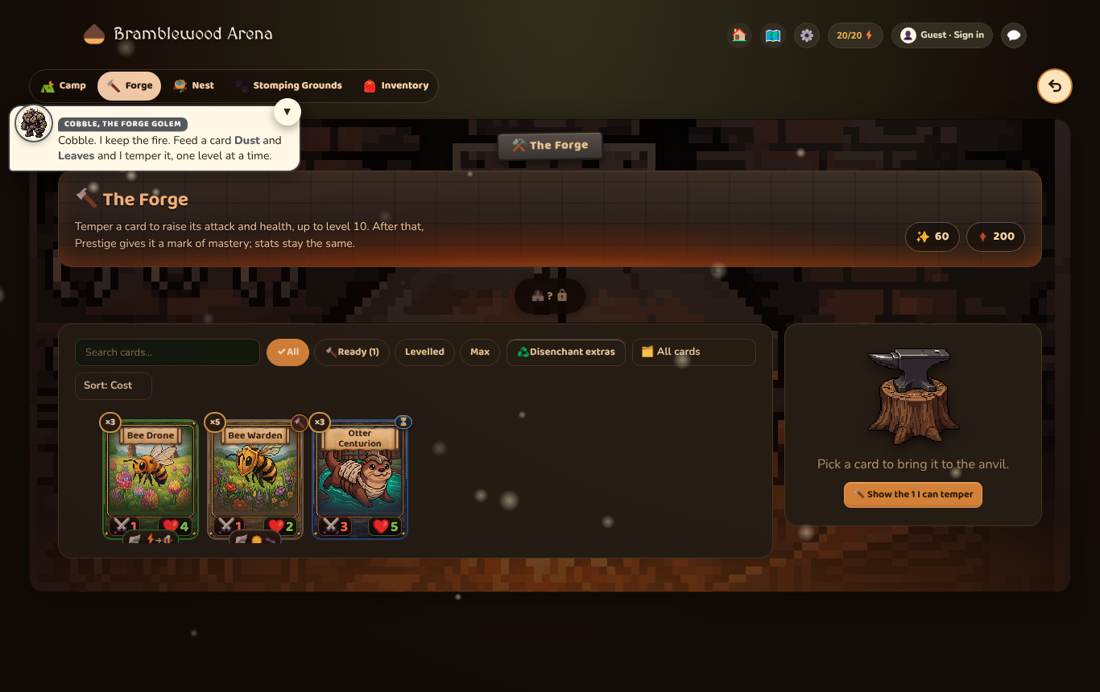 Bramblewood Arena
20/20
Guest · Sign in
Camp
Forge
Nest
Stomping Grounds
Inventory
COBBLE, THE FORGE GOLEM
Cobble. I keep the fire. Feed a card Dust and
Leaves and I temper it, one level at a time.
The Forge
The Forge
Temper a card to raise its attack and health, up to level 10. After that,
Prestige gives it a mark of mastery; stats stay the same.
60
200
?
Search cards...
✓All
Ready (1)
Levelled
Max
Disenchant extras
All cards
Sort: Cost
×3
Bee Drone
1
4
×5
Bee Warden
1
2
×3
Otter
Centurion
3
5
Pick a card to bring it to the anvil.
Show the 1 I can temper